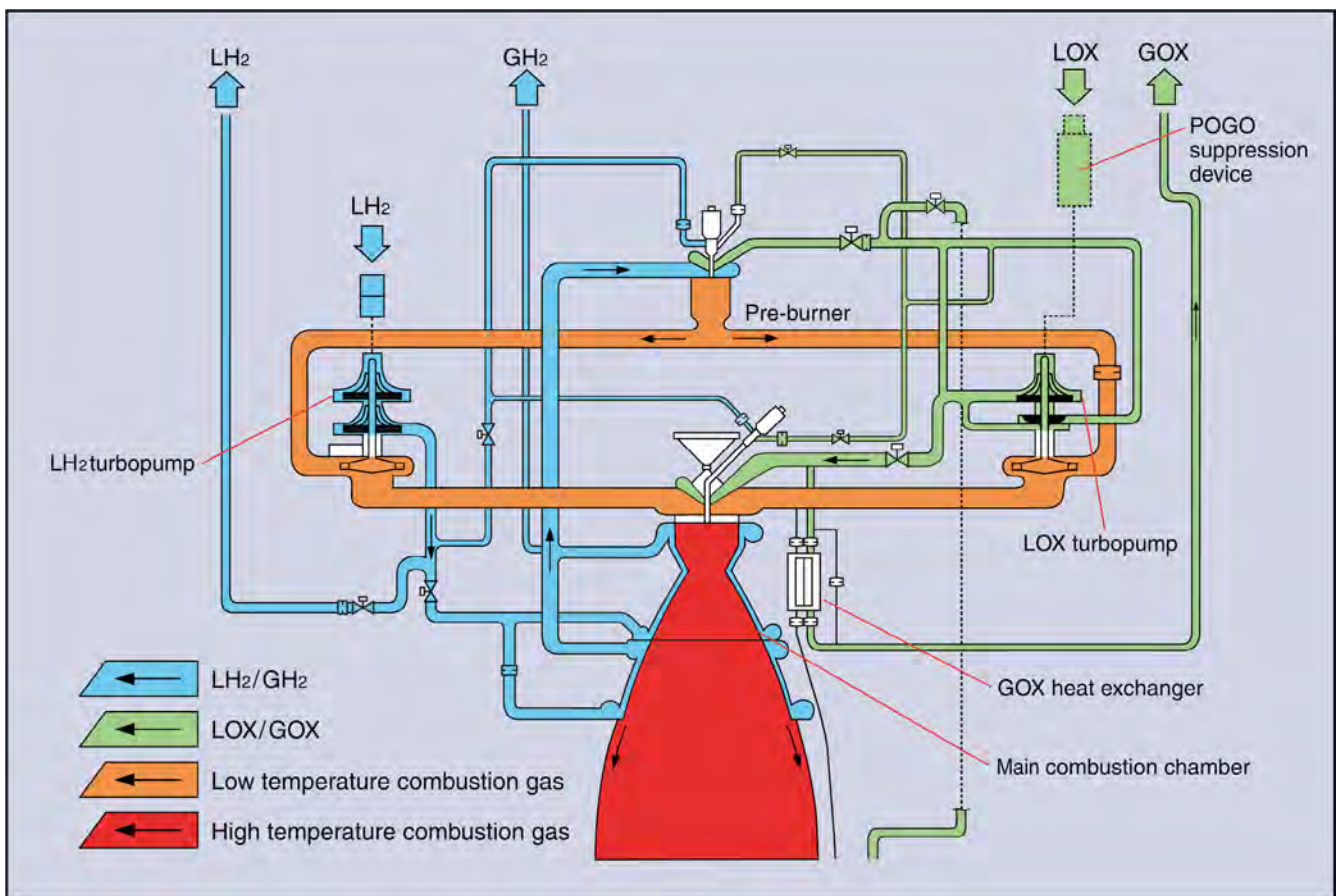 LH₂
GH₂
LOX
GOX
POGO
suppression
device
LH₂
Pre-burner
LH₂ turbopump
LOX turbopump
GOX heat exchanger
Main combustion chamber
LH₂/GH₂
LOX/GOX
Low temperature combustion gas
High temperature combustion gas